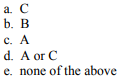 a. C
b. B
c. A
d. A or C
e. none of the above